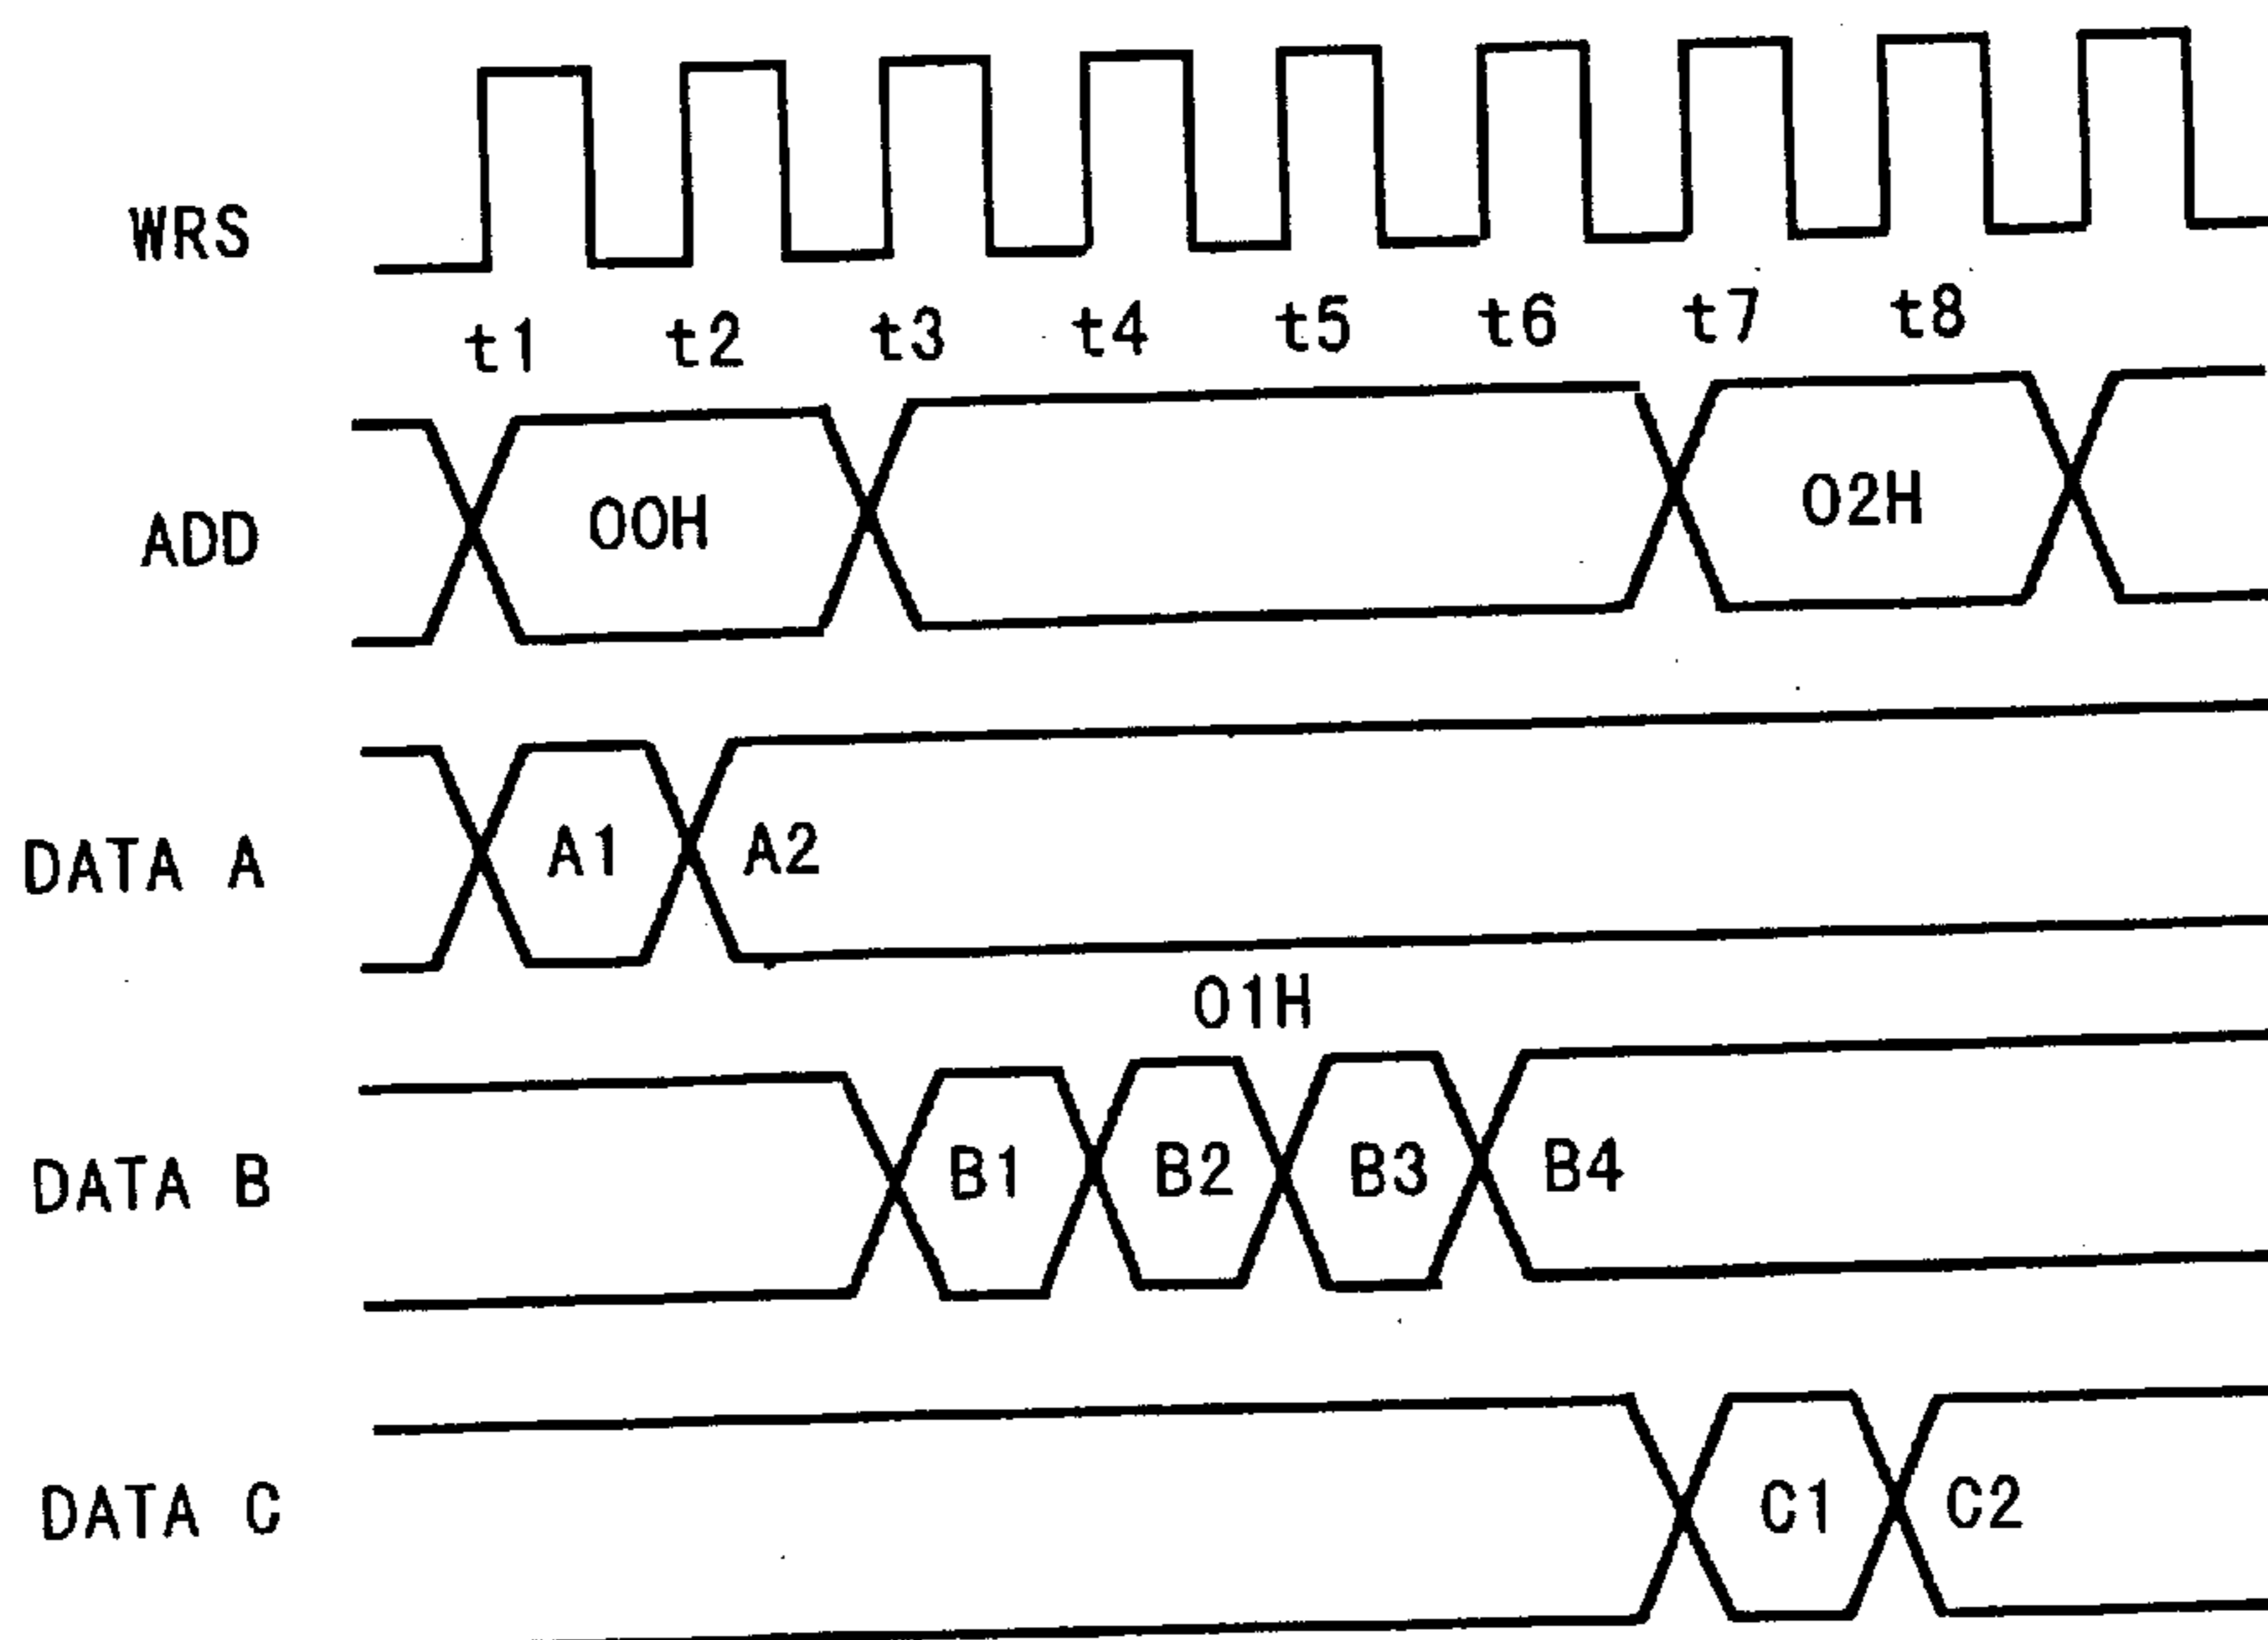 WRS
t1 t2 t3 t4 t5 t6 t7 t8
ADD 00H 02H
DATA A A1 A2
01H
DATA B B1 B2 B3 B4
DATA C C1 C2